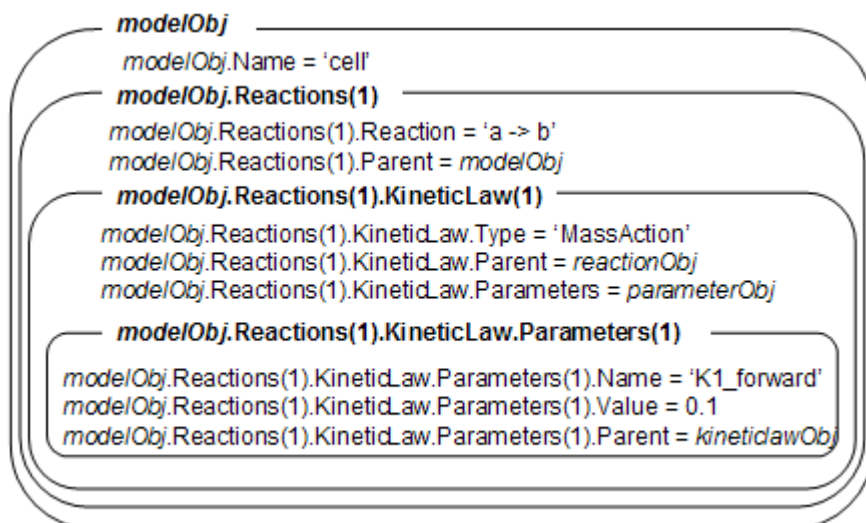 modelObj
modelObj.Name = ‘cell’
modelObj.Reactions(1)
modelObj.Reactions(1).Reaction = ‘a -> b’
modelObj.Reactions(1).Parent = modelObj
modelObj.Reactions(1).KineticLaw(1)
modelObj.Reactions(1).KineticLaw.Type = ‘MassAction’
modelObj.Reactions(1).KineticLaw.Parent = reactionObj
modelObj.Reactions(1).KineticLaw.Parameters = parameterObj
modelObj.Reactions(1).KineticLaw.Parameters(1)
modelObj.Reactions(1).KineticLaw.Parameters(1).Name = ‘K1_forward’
modelObj.Reactions(1).KineticLaw.Parameters(1).Value = 0.1
modelObj.Reactions(1).KineticLaw.Parameters(1).Parent = kineticlawObj